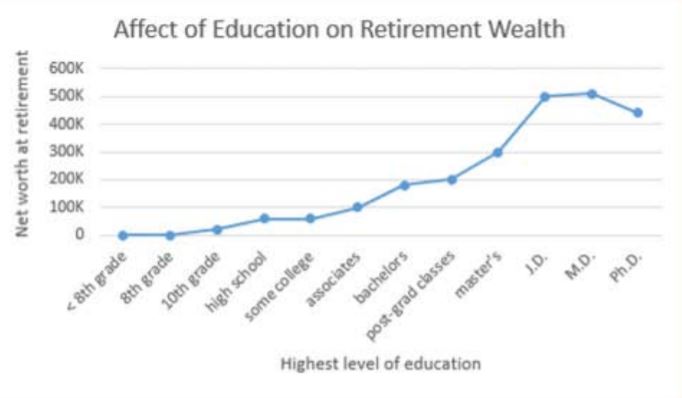 Affect of Education on Retirement Wealth
Net worth at retirement
600K
500K
400K
300K
200K
100K
0
< 8th grade
8th grade
10th grade
high school
some college
associates
bachelors
post-grad classes
master's
J.D.
M.D.
Ph.D.
Highest level of education